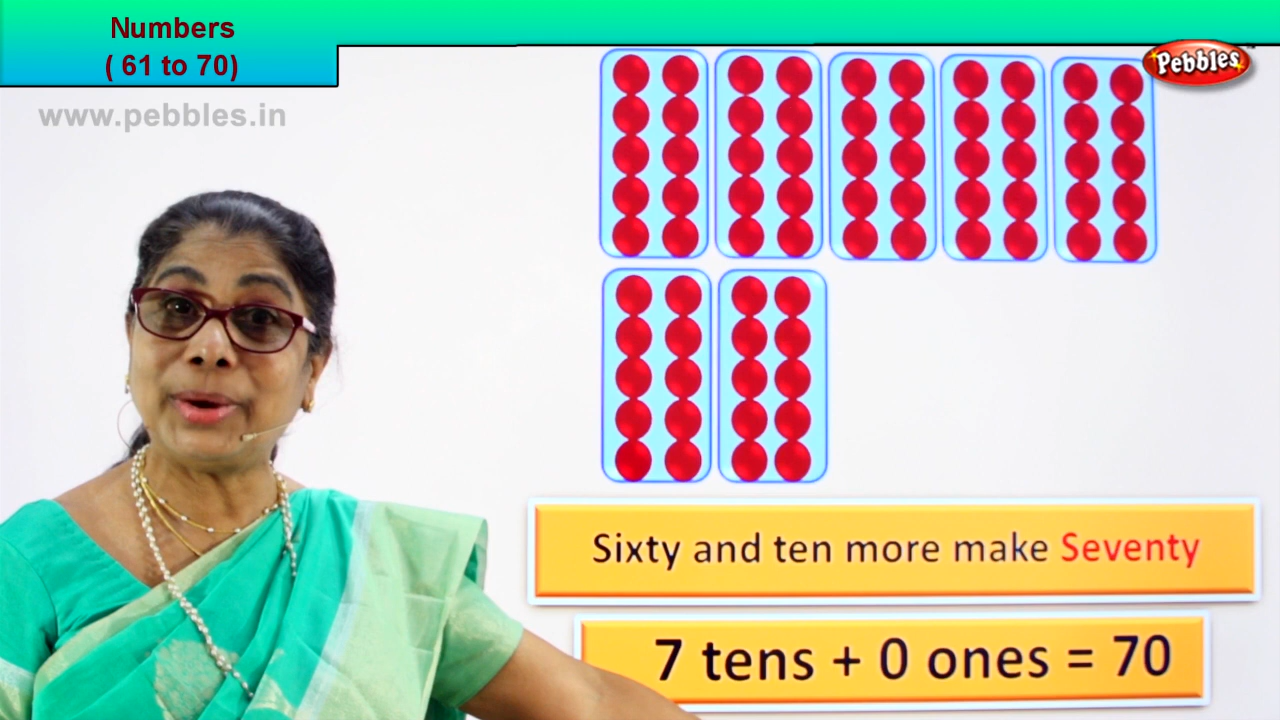 Numbers
( 61 to 70)
www.pebbles.in
Pebbles
Sixty and ten more make Seventy
7 tens + 0 ones = 70